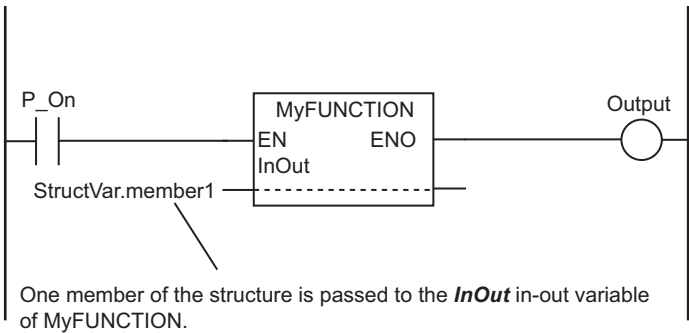 P_On
MyFUNCTION
Output
EN ENO
InOut
StructVar.member1
One member of the structure is passed to the InOut in-out variable
of MyFUNCTION.